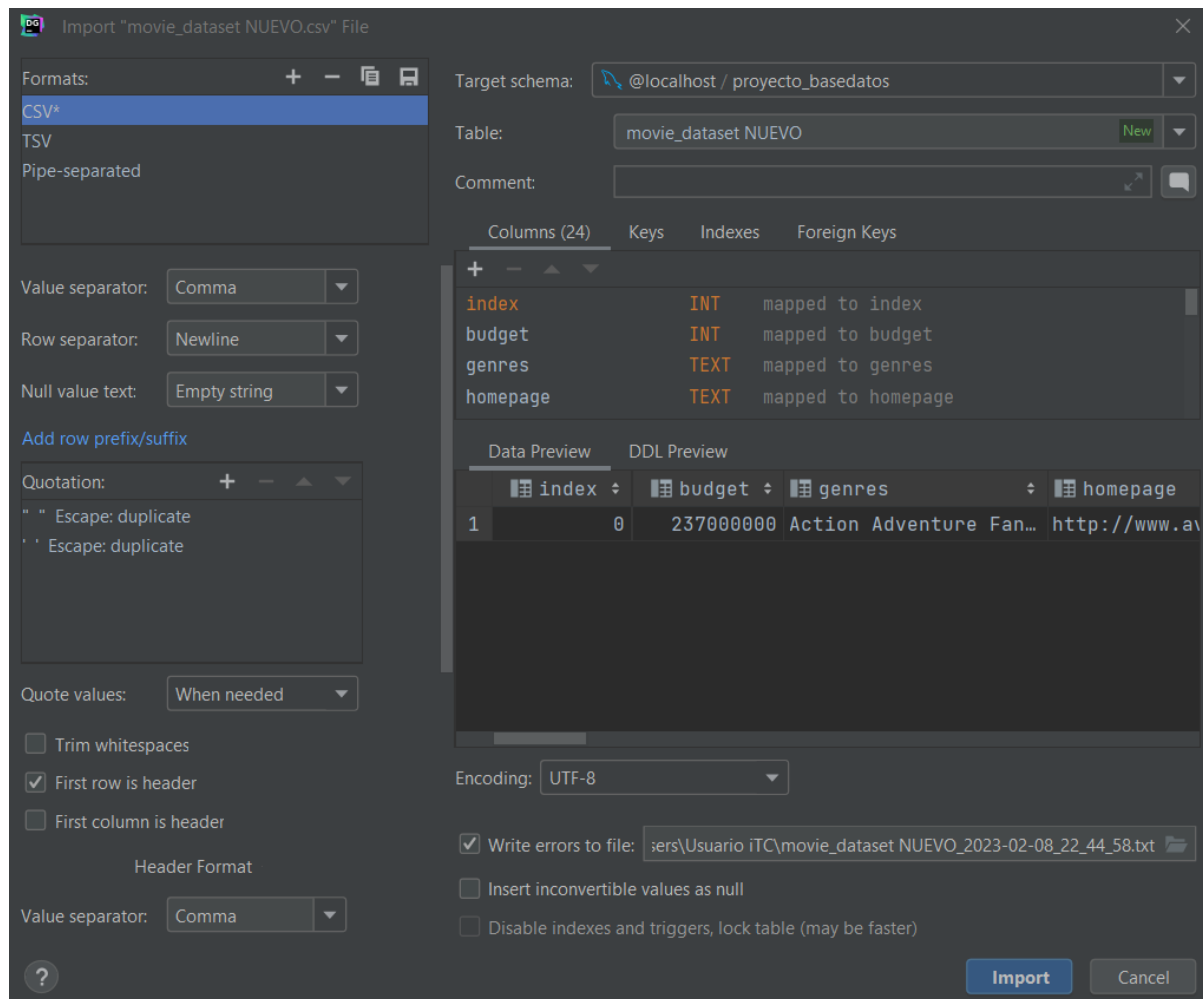 DG Import "movie_dataset NUEVO.csv" File
Formats:
CSV*
TSV
Pipe-separated
Value separator: Comma
Row separator: Newline
Null value text: Empty string
Add row prefix/suffix
Quotation:
" " Escape: duplicate
' ' Escape: duplicate
Quote values: When needed
Trim whitespaces
First row is header
First column is header
Header Format
Value separator: Comma
?
Target schema: @localhost / proyecto_basedatos
Table: movie_dataset NUEVO New
Comment:
Columns (24) Keys Indexes Foreign Keys
index INT mapped to index
budget INT mapped to budget
genres TEXT mapped to genres
homepage TEXT mapped to homepage
Data Preview DDL Preview
index budget genres homepage
1 0 237000000 Action Adventure Fan… http://www.av
Encoding: UTF-8
Write errors to file: sers\Usuario iTC\movie_dataset NUEVO_2023-02-08_22_44_58.txt
Insert inconvertible values as null
Disable indexes and triggers, lock table (may be faster)
Import Cancel